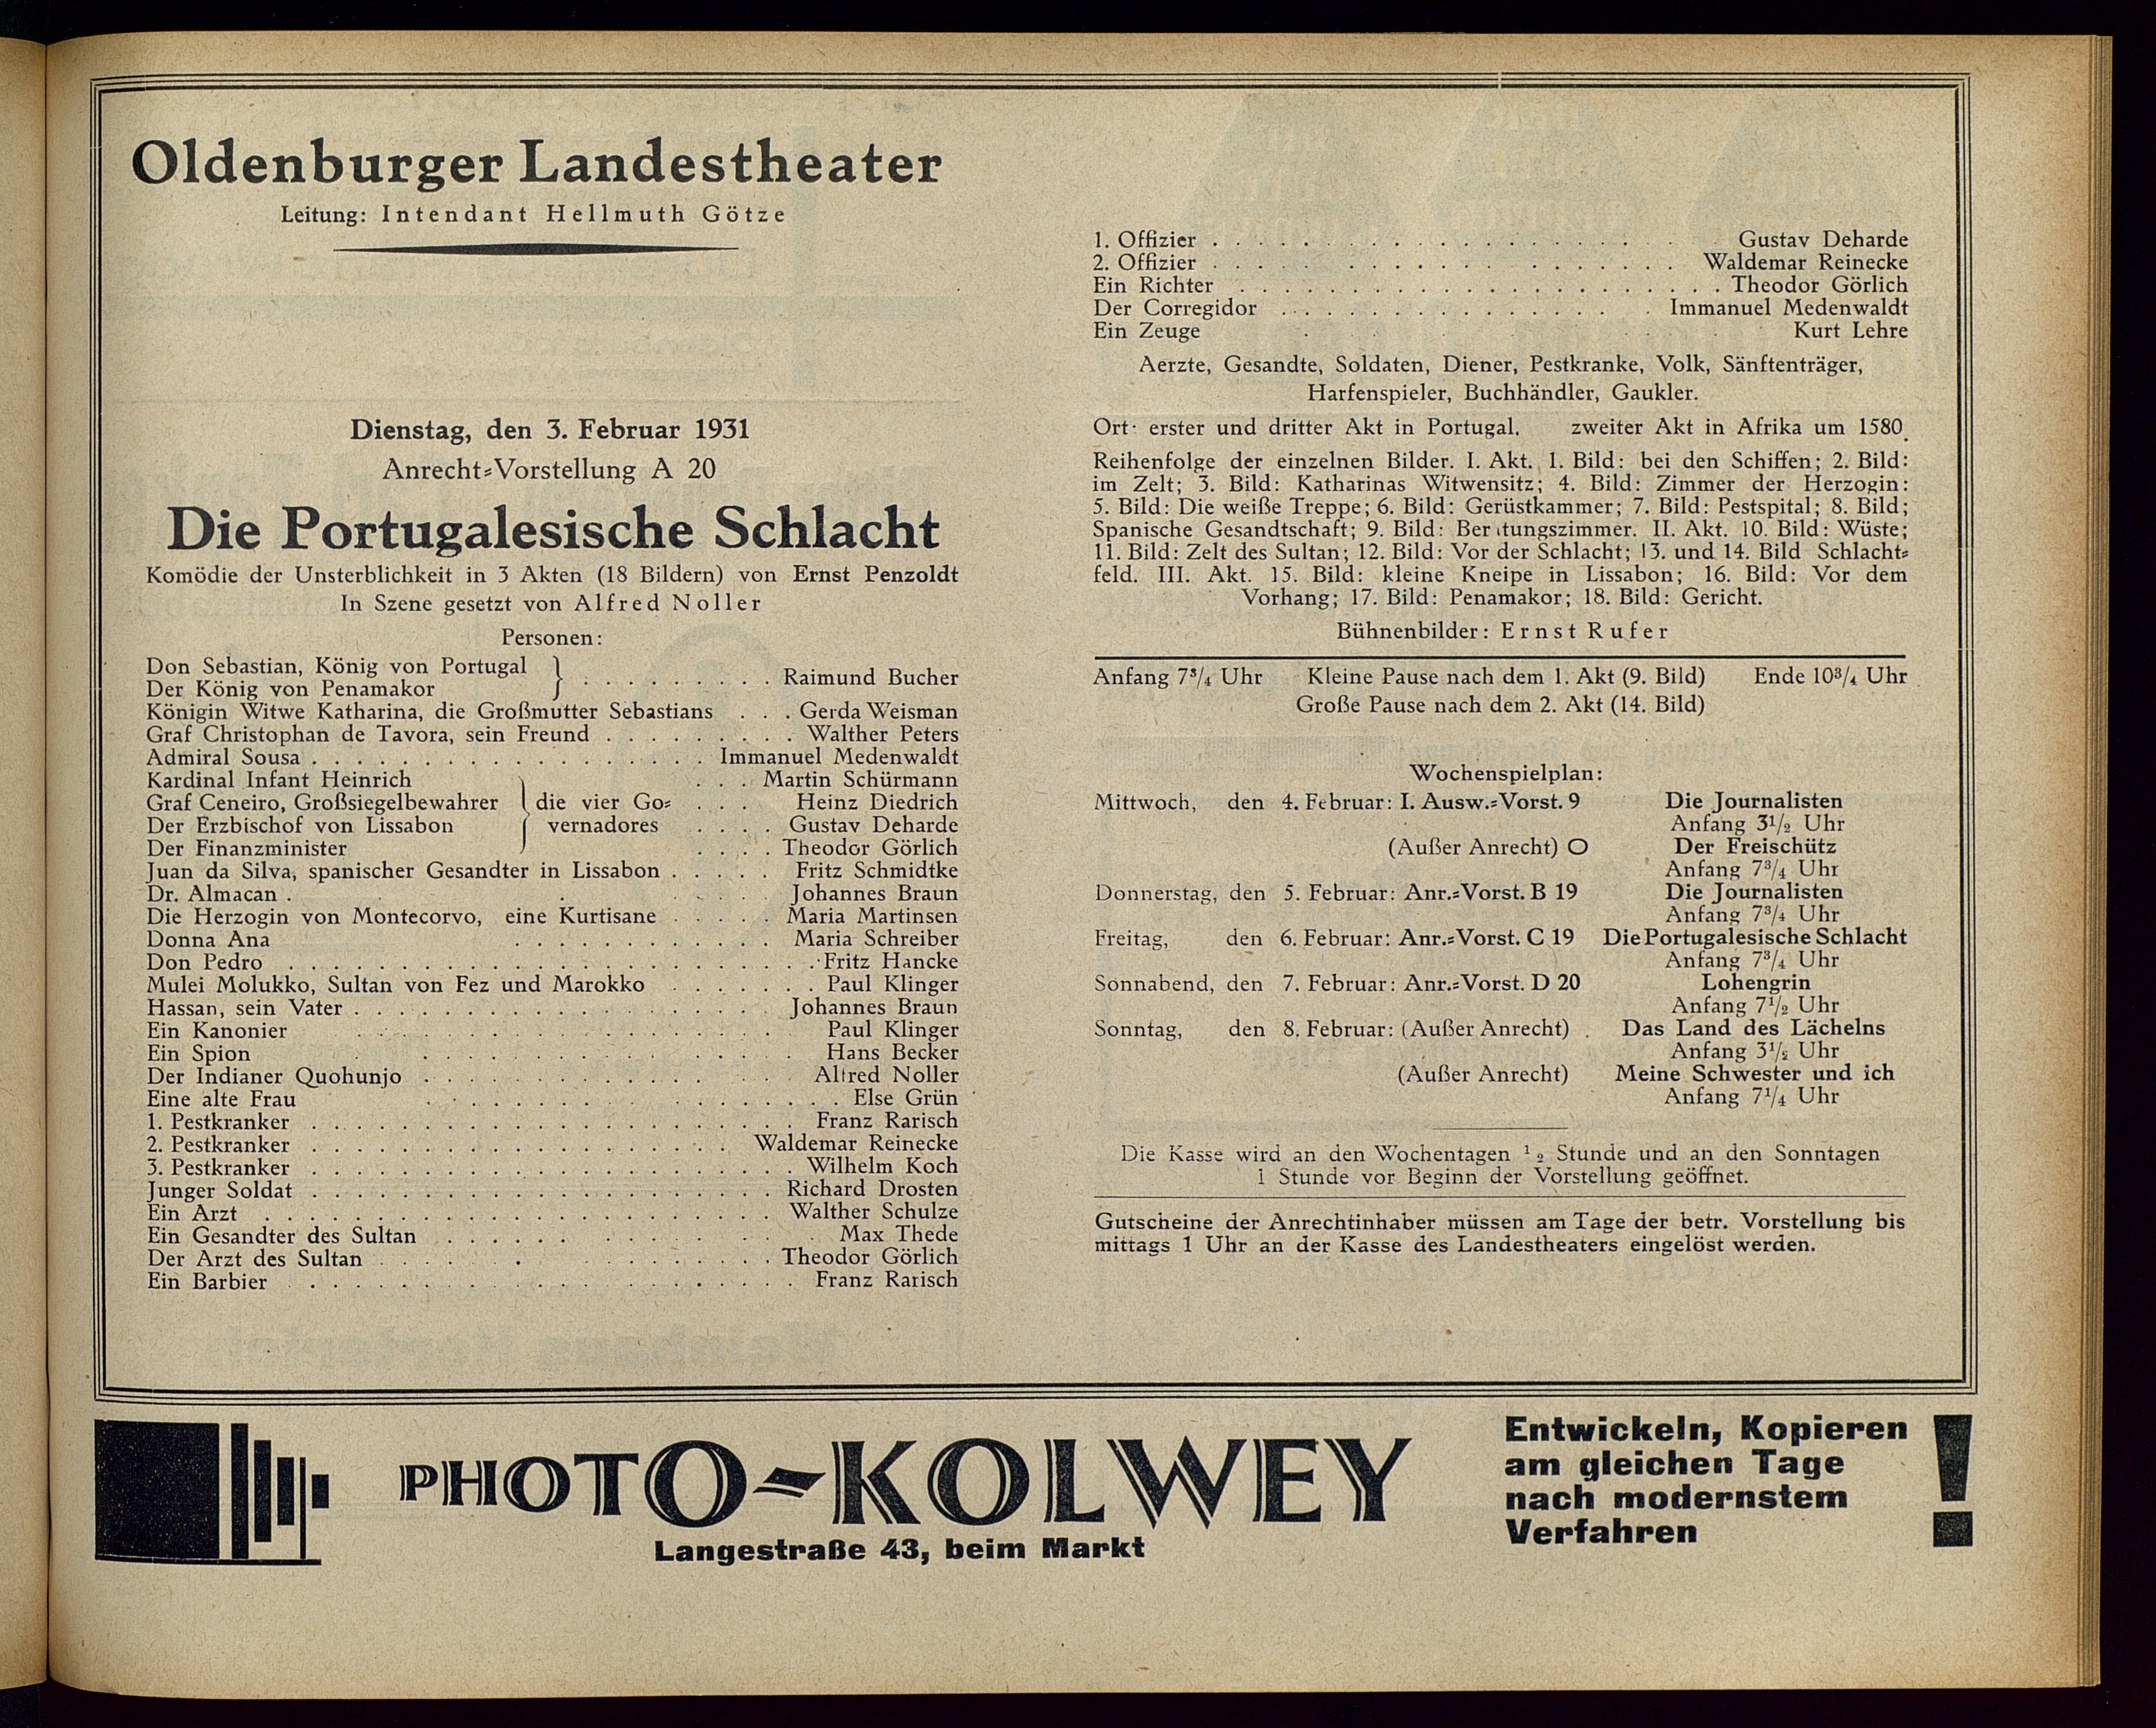 Oldenburger Landestheater
Leitung: Intendant Hellmuth Götze
Dienstag, den 3. Februar 1931
Anrecht=Vorstellung A 20
Die Portugalesische Schlacht
Komödie der Unsterblichkeit in 3 Akten (18 Bildern) von Ernst Penzoldt
In Szene gesetzt von Alfred Noller
Personen:
Don Sebastian, König von Portugal
Der König von Penamakor } . . . . . . . . . Raimund Bucher
Königin Witwe Katharina, die Großmutter Sebastians . . . Gerda Weisman
Graf Christophan de Tavora, sein Freund . . . . . . . . . Walther Peters
Admiral Sousa . . . . . . . . . . . . . . . . . . Immanuel Medenwaldt
Kardinal Infant Heinrich . . . Martin Schürmann
Graf Ceneiro, Großsiegelbewahrer } die vier Go= . . . Heinz Diedrich
Der Erzbischof von Lissabon } vernadores . . . . Gustav Deharde
Der Finanzminister . . . . Theodor Görlich
Juan da Silva, spanischer Gesandter in Lissabon . . . . . Fritz Schmidtke
Dr. Almacan . . . . . . . Johannes Braun
Die Herzogin von Montecorvo, eine Kurtisane . . . . . Maria Martinsen
Donna Ana . . . . . . . . . . . . Maria Schreiber
Don Pedro . . . . . . . . . . . . . . . . . . . . . . . . Fritz Hancke
Mulei Molukko, Sultan von Fez und Marokko . . . . . . . Paul Klinger
Hassan, sein Vater . . . . . . . . . . . . . . . . . . . Johannes Braun
Ein Kanonier . . . . . . . . . . . . . . . . . . Paul Klinger
Ein Spion . . . . . . . . . . . . . . . . . . Hans Becker
Der Indianer Quohunjo . . . . . . . . . . . . . . . . Alfred Noller
Eine alte Frau . . . . . . . . . . . . . . . . . . Else Grün
1. Pestkranker . . . . . . . . . . . . . . . . . . . . . . Franz Rarisch
2. Pestkranker . . . . . . . . . . . . . . . . . . . Waldemar Reinecke
3. Pestkranker . . . . . . . . . . . . . . . . . . . . . . Wilhelm Koch
Junger Soldat . . . . . . . . . . . . . . . . . . . . . Richard Drosten
Ein Arzt . . . . . . . . . . . . . . . . . . . . . . . Walther Schulze
Ein Gesandter des Sultan . . . . . . . . . . . . . . . Max Thede
Der Arzt des Sultan . . . . . . . . . . . . . . . . . Theodor Görlich
Ein Barbier . . . . . . . . . . . . . . . . . . . . . . Franz Rarisch
1. Offizier . . . . . . . . . . . . . . . . . . . . . . . Gustav Deharde
2. Offizier . . . . . . . . . . . . . . . . . . . . Waldemar Reinecke
Ein Richter . . . . . . . . . . . . . . . . . . . . . . Theodor Görlich
Der Corregidor . . . . . . . . . . . . . . . . Immanuel Medenwaldt
Ein Zeuge . . . . . . Kurt Lehre
Aerzte, Gesandte, Soldaten, Diener, Pestkranke, Volk, Sänftenträger,
Harfenspieler, Buchhändler, Gaukler.
Ort: erster und dritter Akt in Portugal, zweiter Akt in Afrika um 1580.
Reihenfolge der einzelnen Bilder. I. Akt. 1. Bild: bei den Schiffen; 2. Bild:
im Zelt; 3. Bild: Katharinas Witwensitz; 4. Bild: Zimmer der Herzogin:
5. Bild: Die weiße Treppe; 6. Bild: Gerüstkammer; 7. Bild: Pestspital; 8. Bild;
Spanische Gesandtschaft; 9. Bild: Beratungszimmer. II. Akt. 10. Bild: Wüste;
11. Bild: Zelt des Sultan; 12. Bild: Vor der Schlacht; 13. und 14. Bild Schlacht=
feld. III. Akt. 15. Bild: kleine Kneipe in Lissabon; 16. Bild: Vor dem
Vorhang; 17. Bild: Penamakor; 18. Bild: Gericht.
Bühnenbilder: Ernst Rufer
Anfang 7³/₄ Uhr Kleine Pause nach dem 1. Akt (9. Bild) Ende 10³/₄ Uhr
Große Pause nach dem 2. Akt (14. Bild)
Wochenspielplan:
Mittwoch, den 4. Februar: I. Ausw.=Vorst. 9 Die Journalisten
Anfang 3¹/₂ Uhr
(Außer Anrecht) O Der Freischütz
Anfang 7³/₄ Uhr
Donnerstag, den 5. Februar: Anr.=Vorst. B 19 Die Journalisten
Anfang 7³/₄ Uhr
Freitag, den 6. Februar: Anr.=Vorst. C 19 Die Portugalesische Schlacht
Anfang 7³/₄ Uhr
Sonnabend, den 7. Februar: Anr.=Vorst. D 20 Lohengrin
Anfang 7¹/₂ Uhr
Sonntag, den 8. Februar: (Außer Anrecht) . Das Land des Lächelns
Anfang 3¹/₂ Uhr
(Außer Anrecht) Meine Schwester und ich
Anfang 7¹/₄ Uhr
Die Kasse wird an den Wochentagen ¹/₂ Stunde und an den Sonntagen
1 Stunde vor Beginn der Vorstellung geöffnet.
Gutscheine der Anrechtinhaber müssen am Tage der betr. Vorstellung bis
mittags 1 Uhr an der Kasse des Landestheaters eingelöst werden.
PHOTO-KOLWEY
Langestraße 43, beim Markt
Entwickeln, Kopieren
am gleichen Tage
nach modernstem
Verfahren !